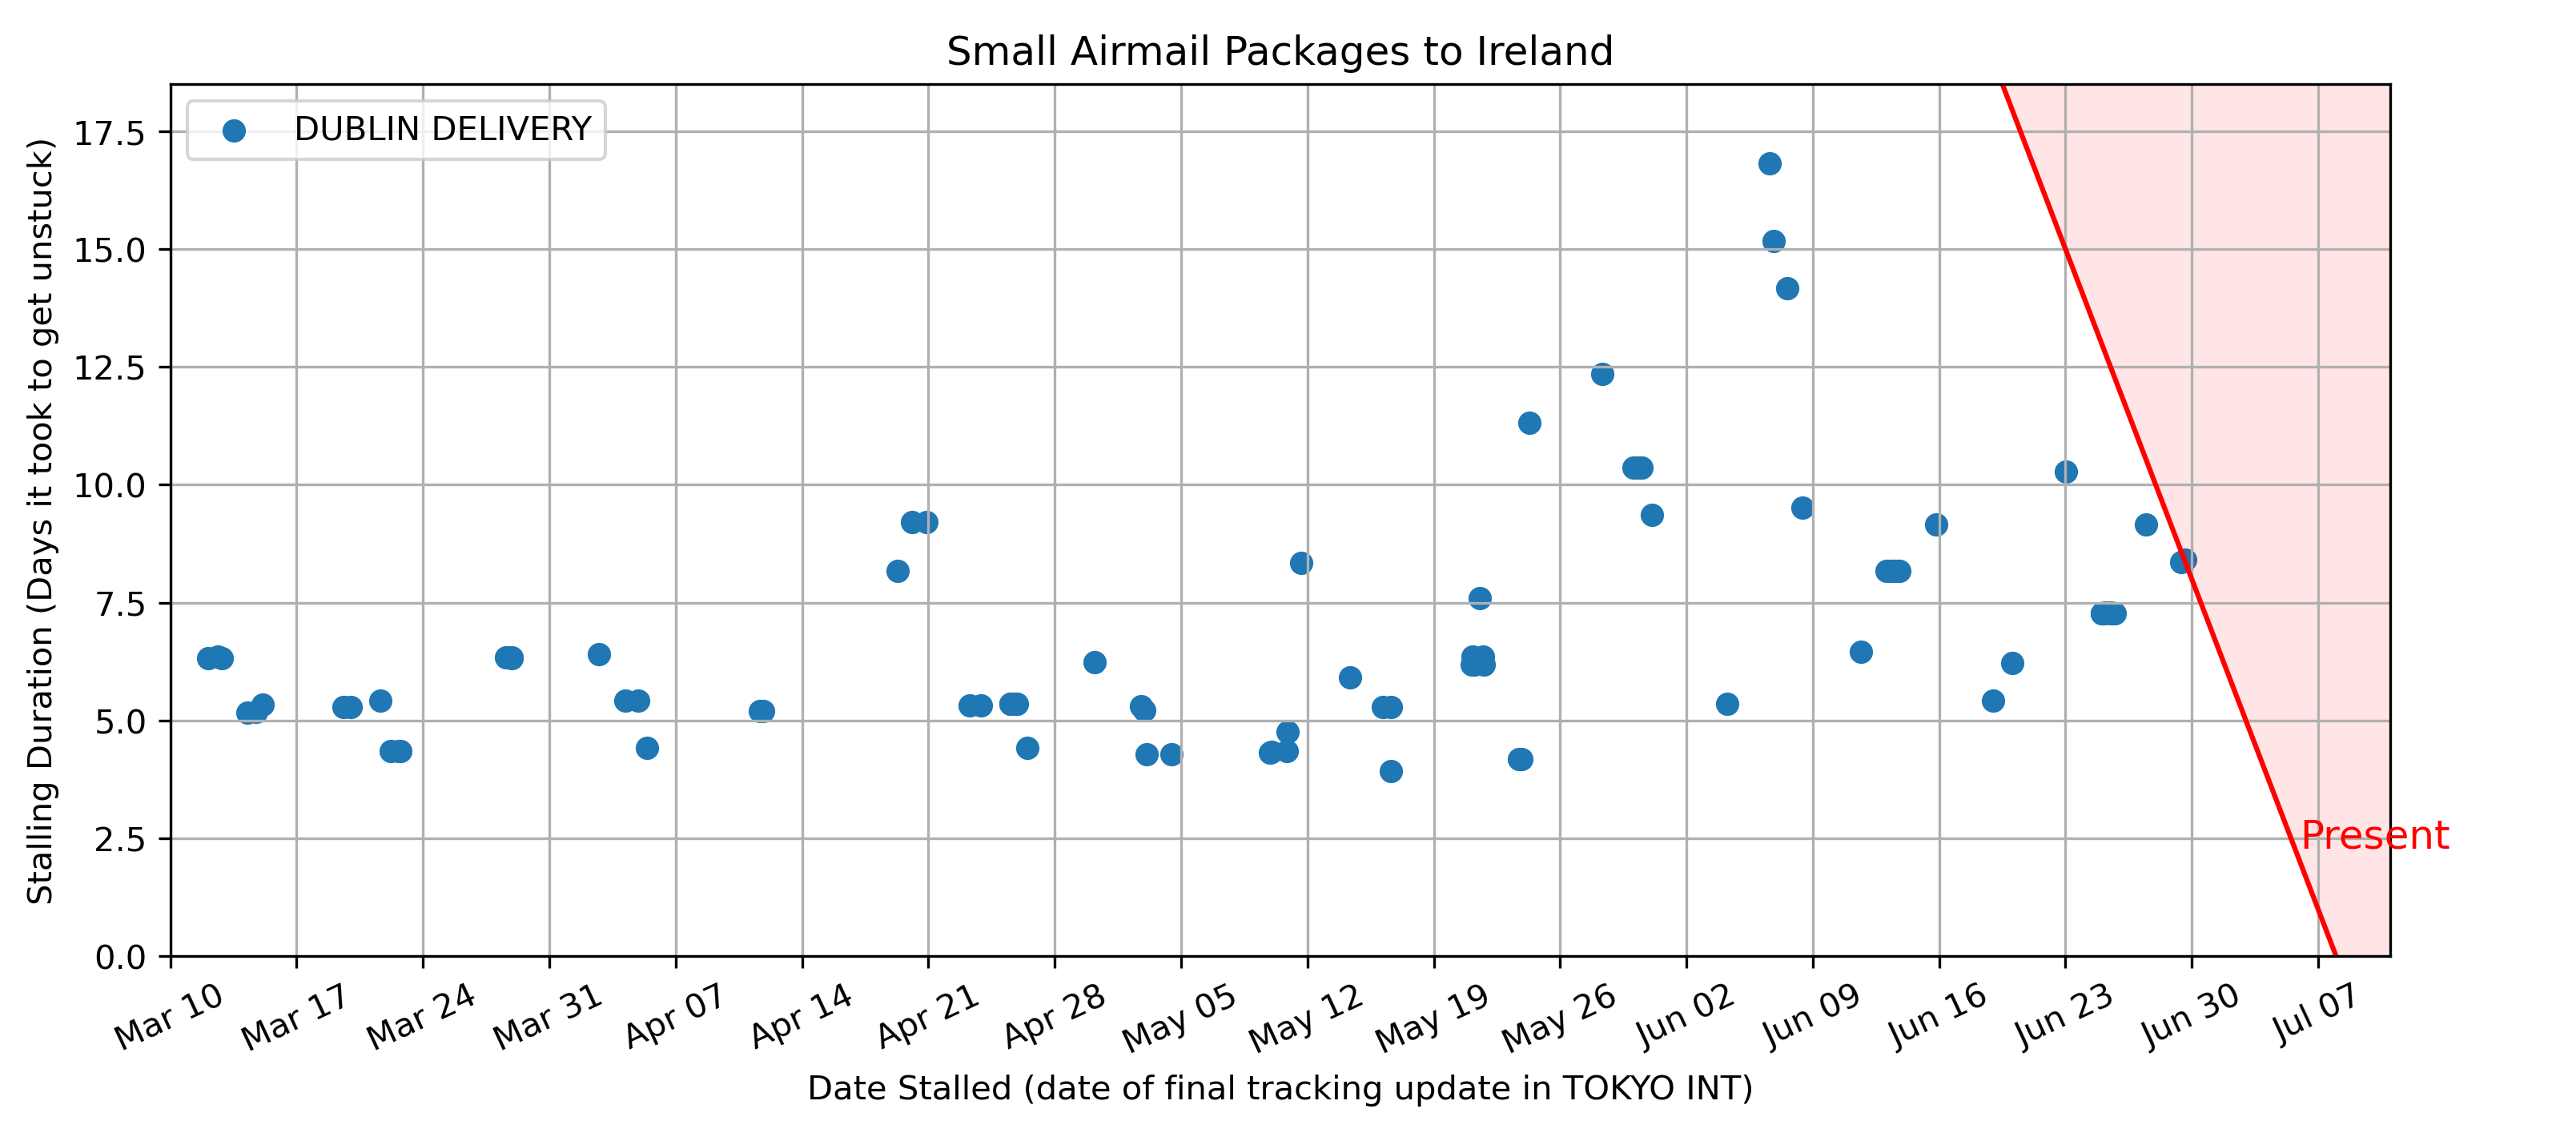 Small Airmail Packages to Ireland
DUBLIN DELIVERY
Stalling Duration (Days it took to get unstuck)
17.5
15.0
12.5
10.0
7.5
5.0
2.5
0.0
Present
Mar 10
Mar 17
Mar 24
Mar 31
Apr 07
Apr 14
Apr 21
Apr 28
May 05
May 12
May 19
May 26
Jun 02
Jun 09
Jun 16
Jun 23
Jun 30
Jul 07
Date Stalled (date of final tracking update in TOKYO INT)